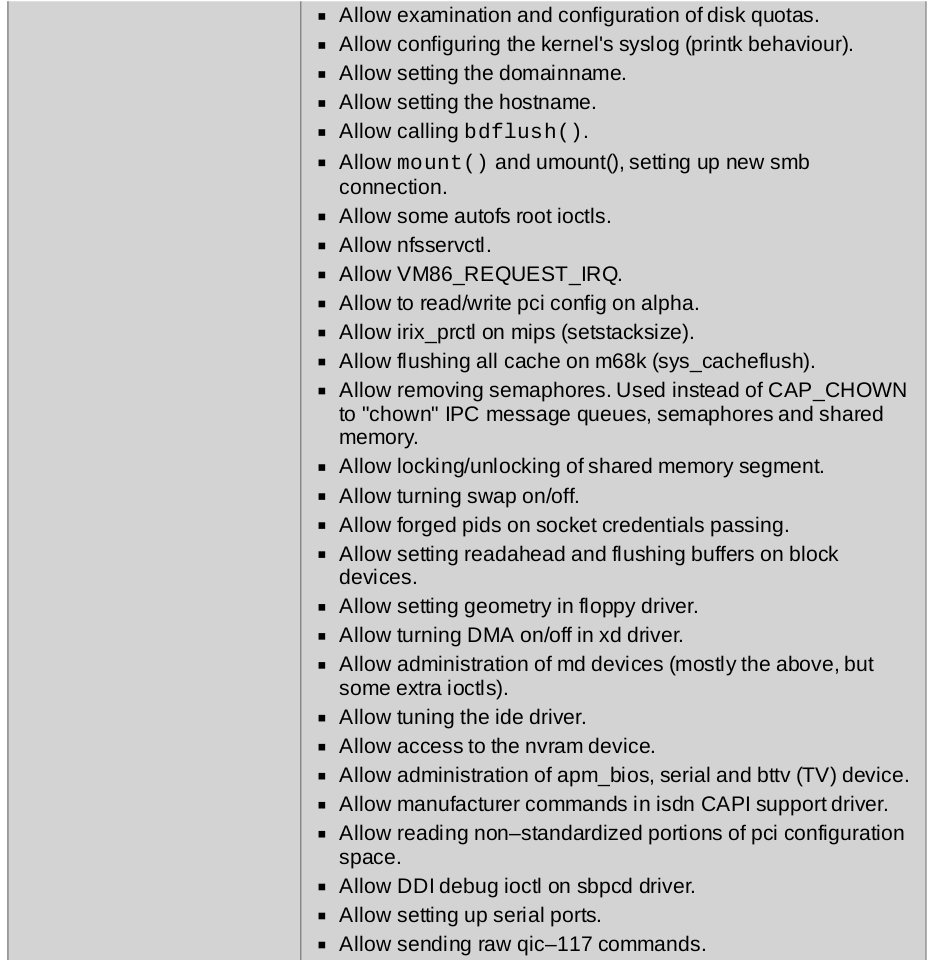 ▪ Allow examination and configuration of disk quotas.
▪ Allow configuring the kernel's syslog (printk behaviour).
▪ Allow setting the domainname.
▪ Allow setting the hostname.
▪ Allow calling bdflush().
▪ Allow mount() and umount(), setting up new smb
connection.
▪ Allow some autofs root ioctls.
▪ Allow nfsservctl.
▪ Allow VM86_REQUEST_IRQ.
▪ Allow to read/write pci config on alpha.
▪ Allow irix_prctl on mips (setstacksize).
▪ Allow flushing all cache on m68k (sys_cacheflush).
▪ Allow removing semaphores. Used instead of CAP_CHOWN
to "chown" IPC message queues, semaphores and shared
memory.
▪ Allow locking/unlocking of shared memory segment.
▪ Allow turning swap on/off.
▪ Allow forged pids on socket credentials passing.
▪ Allow setting readahead and flushing buffers on block
devices.
▪ Allow setting geometry in floppy driver.
▪ Allow turning DMA on/off in xd driver.
▪ Allow administration of md devices (mostly the above, but
some extra ioctls).
▪ Allow tuning the ide driver.
▪ Allow access to the nvram device.
▪ Allow administration of apm_bios, serial and bttv (TV) device.
▪ Allow manufacturer commands in isdn CAPI support driver.
▪ Allow reading non–standardized portions of pci configuration
space.
▪ Allow DDI debug ioctl on sbpcd driver.
▪ Allow setting up serial ports.
▪ Allow sending raw qic–117 commands.